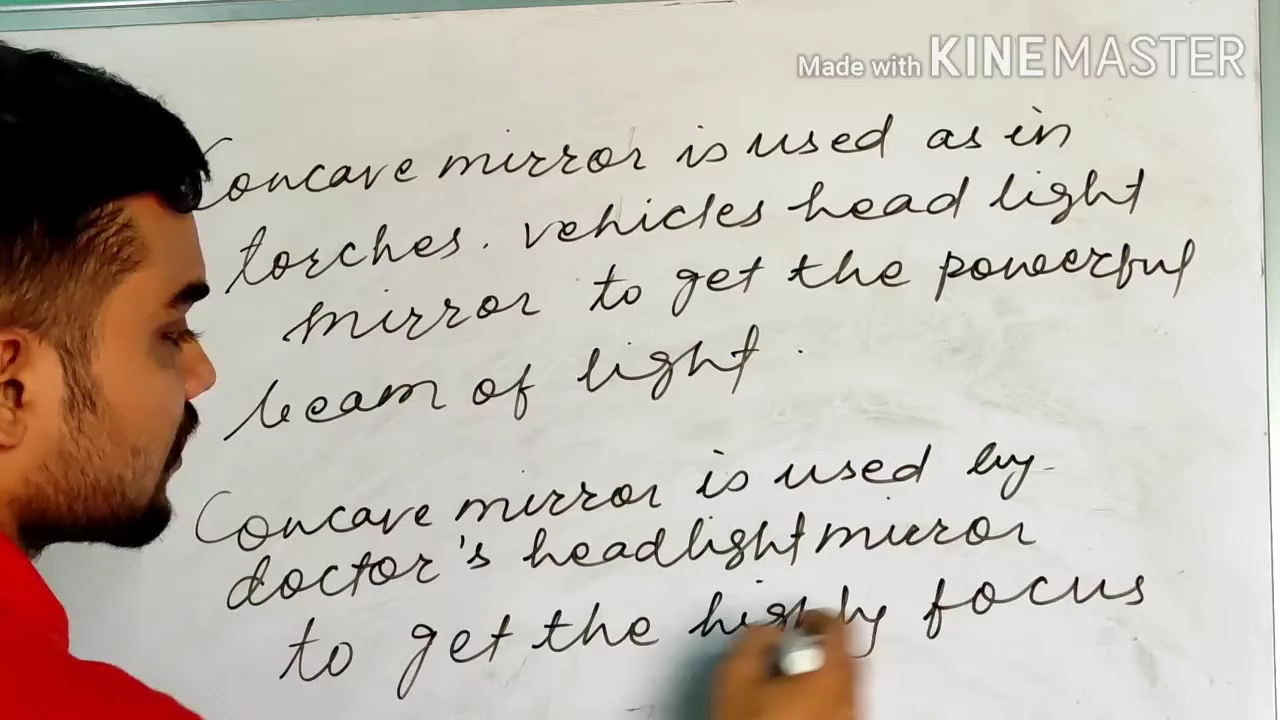 Made with KINEMASTER
Concave mirror is used as in
torches. vehicles head light
mirror to get the powerful
beam of light.
Concave mirror is used by
doctor's headlight mirror
to get the highly focus